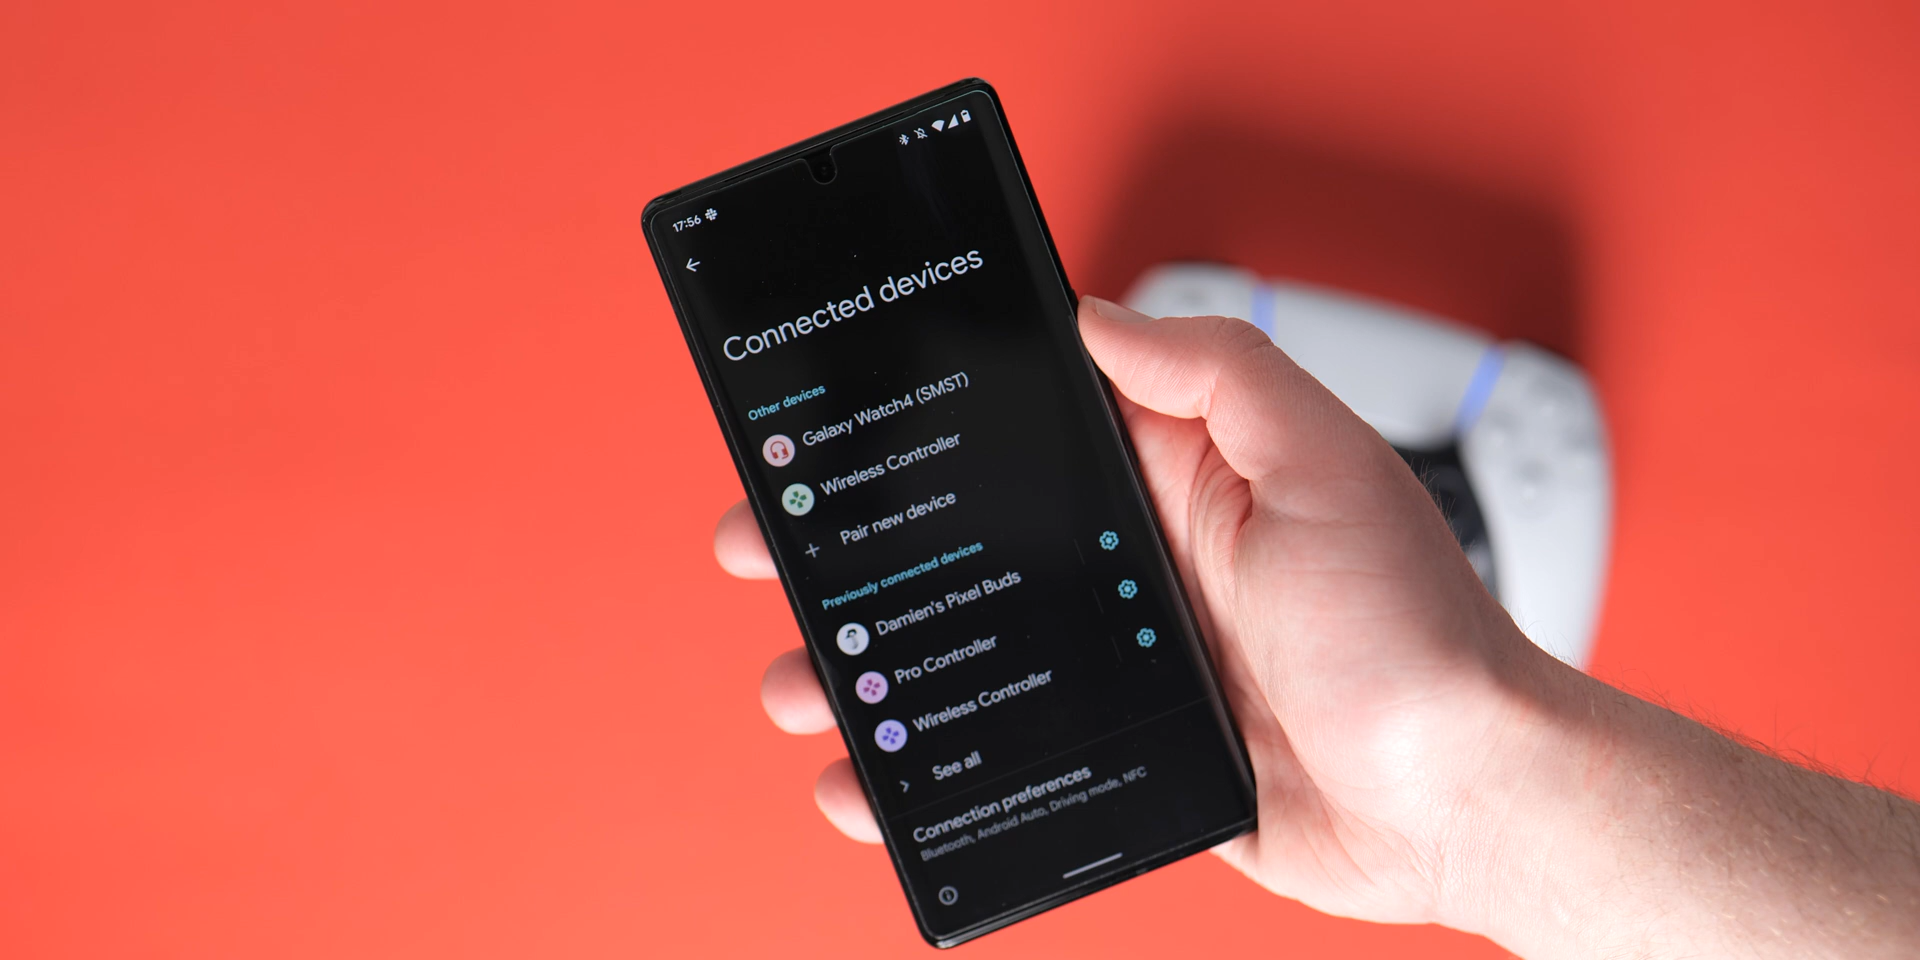 17:56
Connected devices
Other devices
Galaxy Watch4 (SMST)
Wireless Controller
Pair new device
Previously connected devices
Damien's Pixel Buds
Pro Controller
Wireless Controller
See all
Connection preferences
Bluetooth, Android Auto, Driving mode, NFC